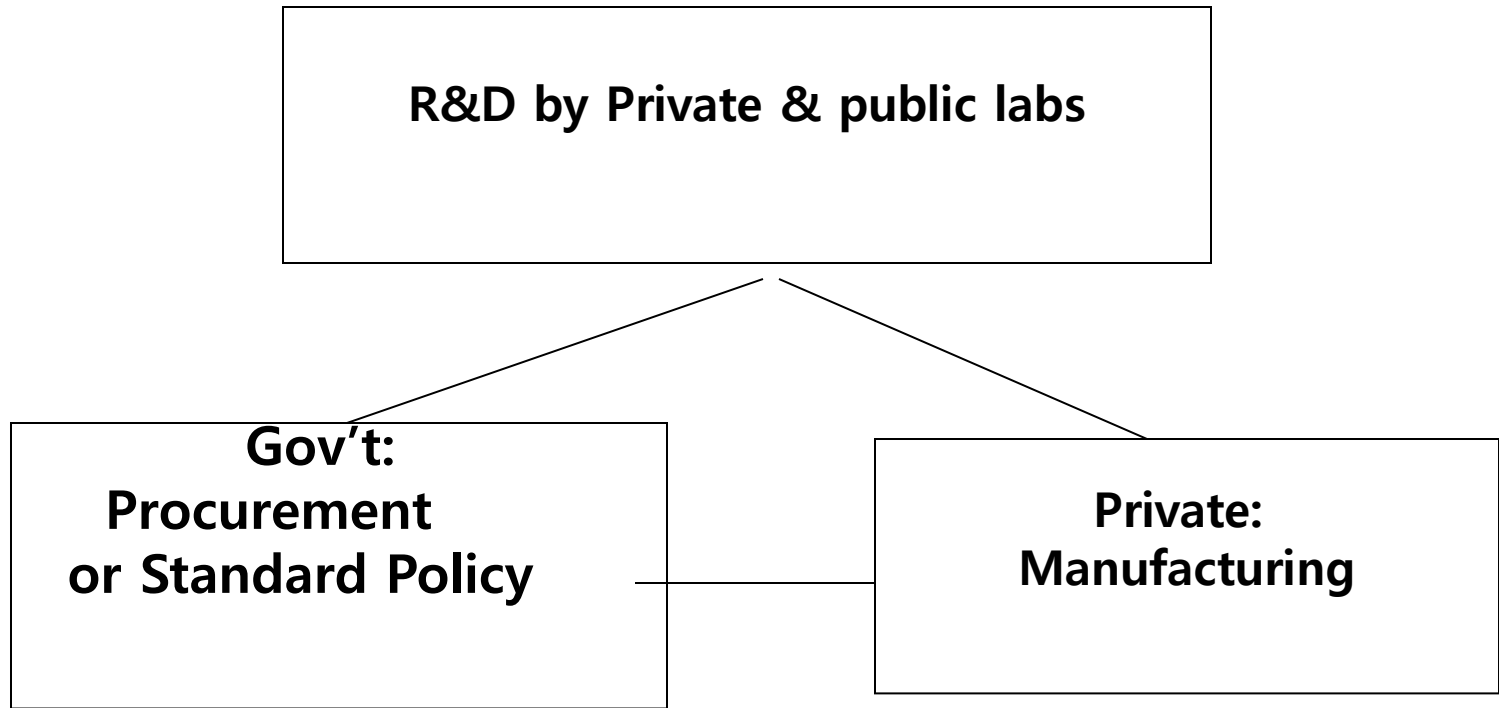 R&D by Private & public labs
Gov’t:
Procurement
or Standard Policy
Private:
Manufacturing